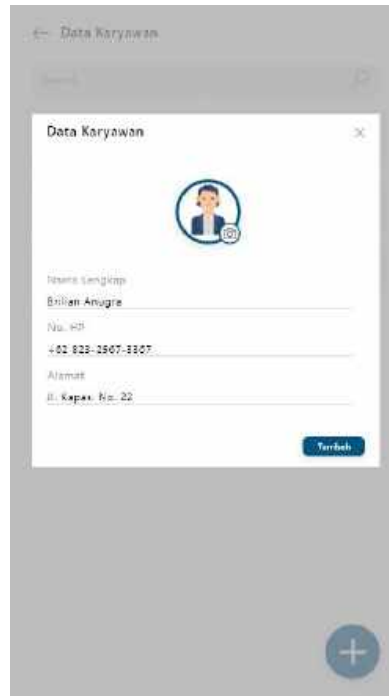 ← Data Karyawan
Search
Data Karyawan
×
Nama Lengkap
Brilian Anugra
No. HP
+62 823-2967-3367
Alamat
Jl. Kapas. No. 22
Tambah
+